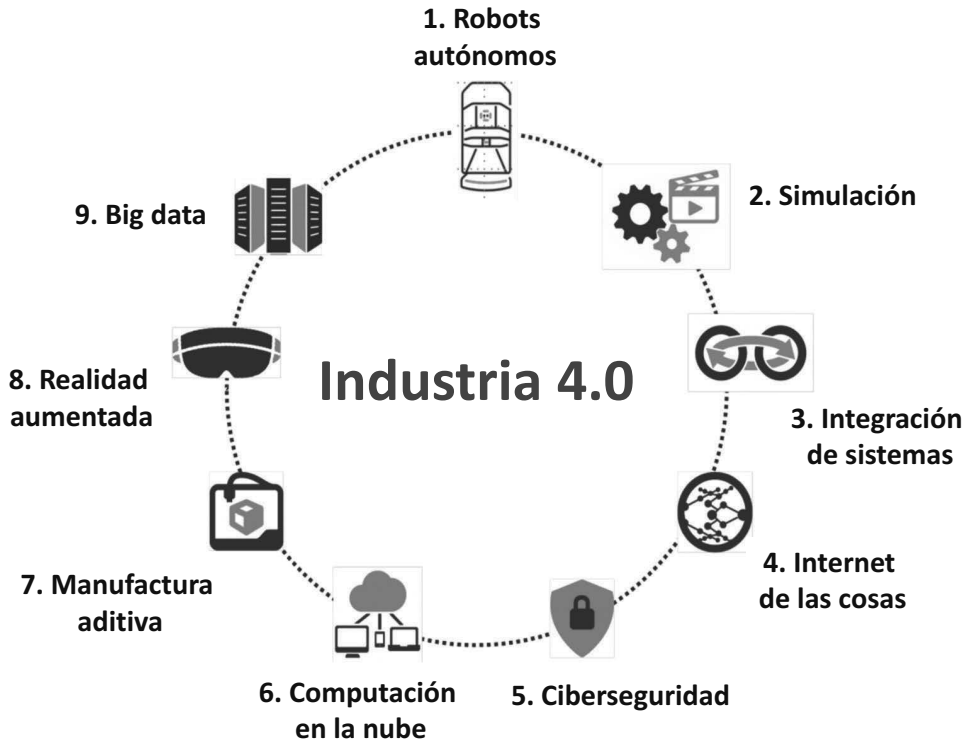 1. Robots
autónomos
2. Simulación
3. Integración
de sistemas
4. Internet
de las cosas
5. Ciberseguridad
6. Computación
en la nube
7. Manufactura
aditiva
8. Realidad
aumentada
9. Big data
Industria 4.0